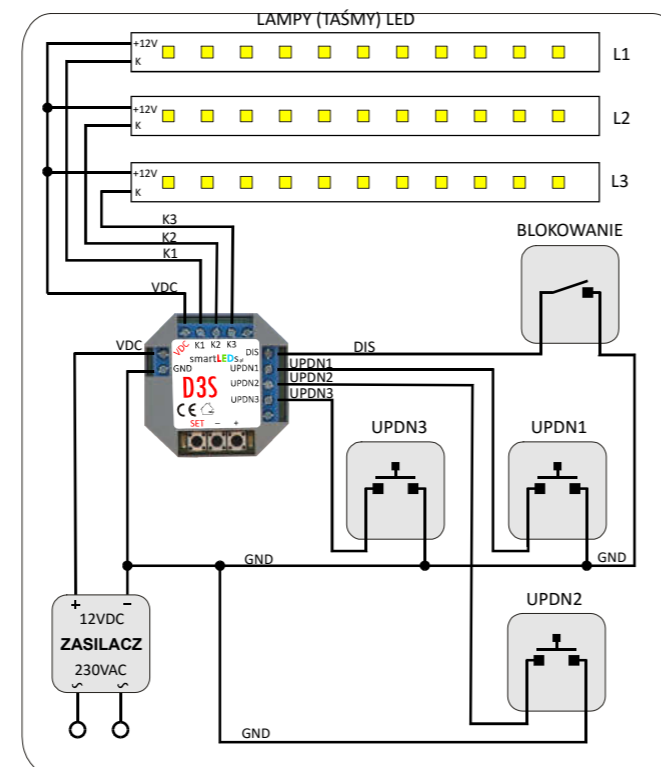 LAMPY (TAŚMY) LED
+12V
K
L1
+12V
K
L2
+12V
K
L3
K3
K2
K1
VDC
BLOKOWANIE
VDC
VDC K1 K2 K3
GND
smartLEDs
DIS
UPDN1
UPDN2
UPDN3
D3S
CE
SET - +
DIS
UPDN1
UPDN2
UPDN3
UPDN3
UPDN1
GND
GND
UPDN2
+ −
12VDC
ZASILACZ
230VAC
∼ ∼
GND